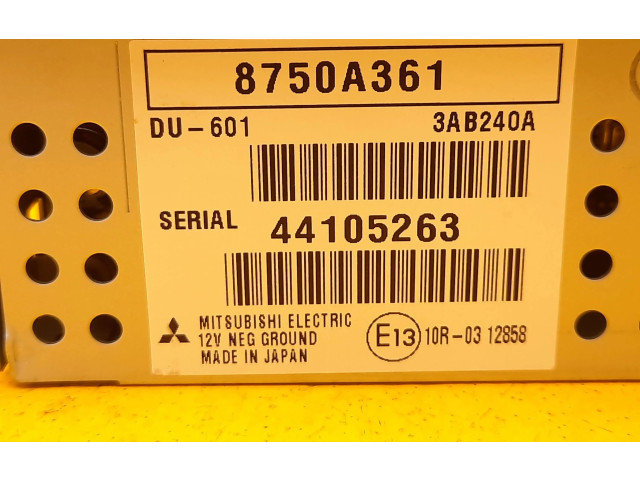 8750A361
DU-601 3AB240A
SERIAL 44105263
MITSUBISHI ELECTRIC
12V NEG GROUND
MADE IN JAPAN
E13 10R-03 12858